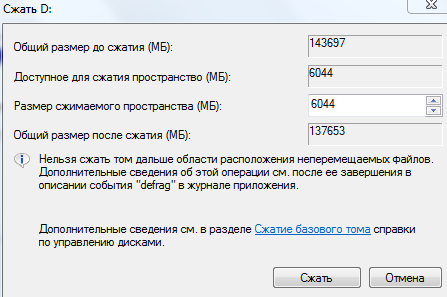 Сжать D:
Общий размер до сжатия (МБ): 143697
Доступное для сжатия пространство (МБ): 6044
Размер сжимаемого пространства (МБ): 6044
Общий размер после сжатия (МБ): 137653
Нельзя сжать том дальше области расположения неперемещаемых файлов.
Дополнительные сведения об этой операции см. после ее завершения в
описании события "defrag" в журнале приложения.
Дополнительные сведения см. в разделе Сжатие базового тома справки
по управлению дисками.
Сжать Отмена